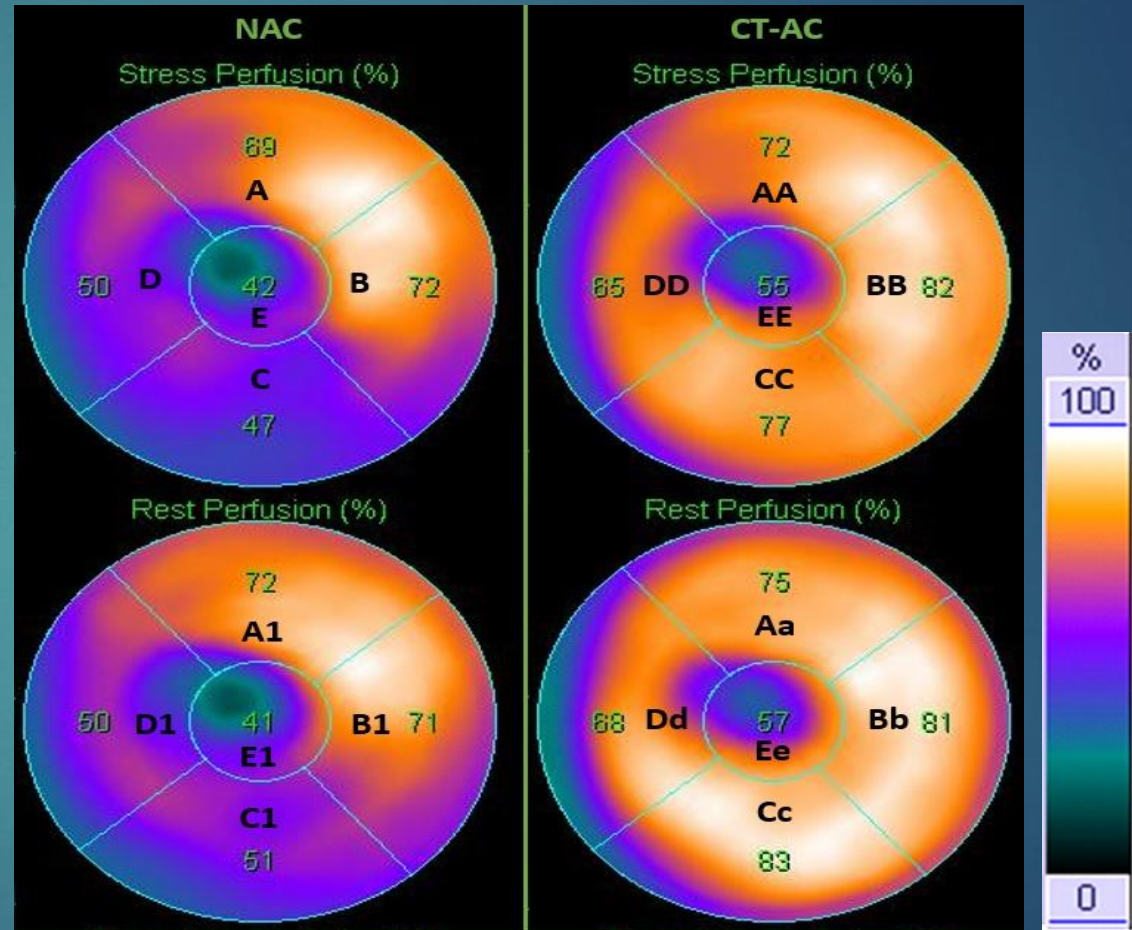 NAC
Stress Perfusion (%)
69
A
50 D 42 B 72
E
C
47
Rest Perfusion (%)
72
A1
50 D1 41 B1 71
E1
C1
51
CT-AC
Stress Perfusion (%)
72
AA
65 DD 55 BB 82
EE
CC
77
Rest Perfusion (%)
75
Aa
68 Dd 57 Bb 81
Ee
Cc
83
%
100
0